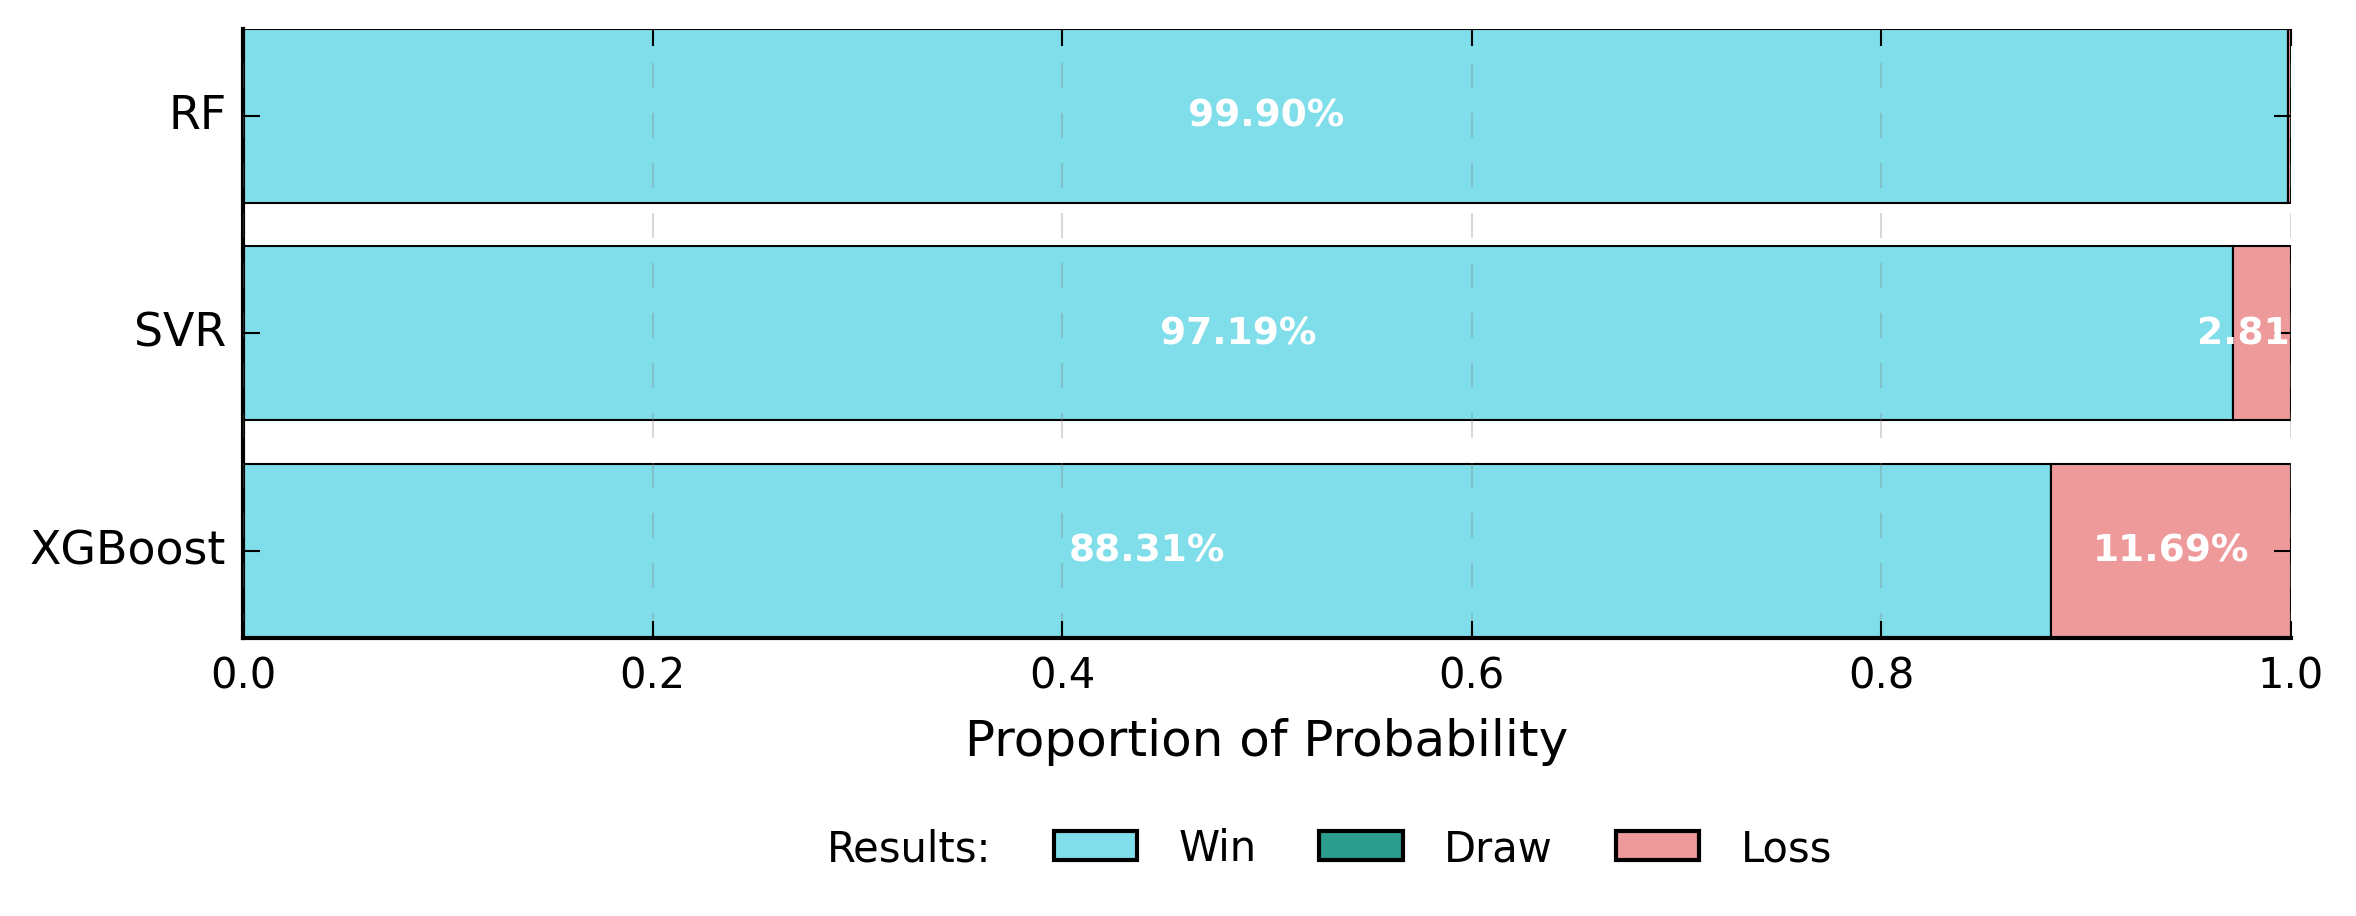 RF 99.90%
SVR 97.19% 2.81
XGBoost 88.31% 11.69%
0.0 0.2 0.4 0.6 0.8 1.0
Proportion of Probability
Results: Win Draw Loss